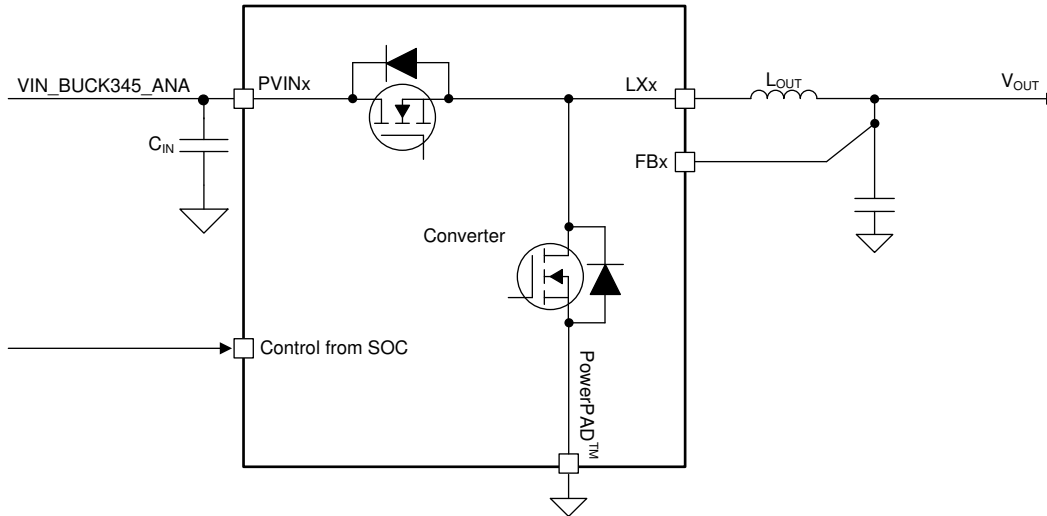 VIN_BUCK345_ANA
PVINx
LXx
LOUT
VOUT
CIN
FBx
Converter
Control from SOC
PowerPAD™